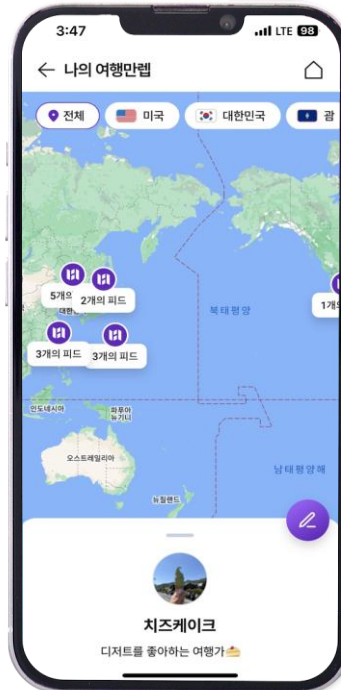 3:47
LTE 98
나의 여행만렙
전체
미국
대한민국
괌
북태평양
5개의
2개의 피드
1개의
3개의 피드
3개의 피드
인도네시아
파푸아
뉴기니
오스트레일리아
남태평양해
뉴질랜드
치즈케이크
디저트를 좋아하는 여행가